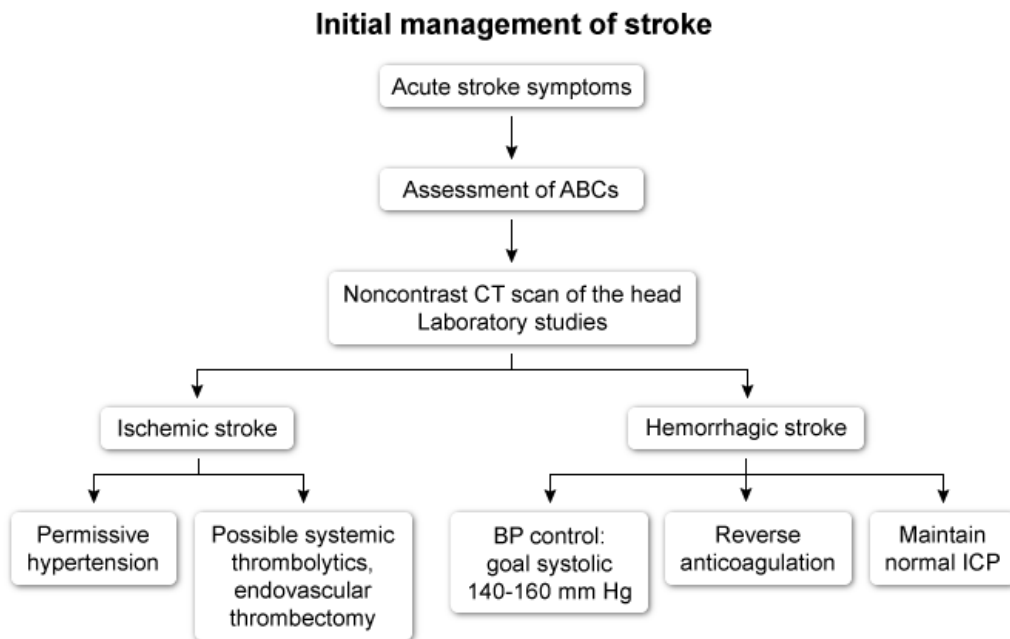 Initial management of stroke
Acute stroke symptoms
Assessment of ABCs
Noncontrast CT scan of the head
Laboratory studies
Ischemic stroke
Hemorrhagic stroke
Permissive
hypertension
Possible systemic
thrombolytics,
endovascular
thrombectomy
BP control:
goal systolic
140-160 mm Hg
Reverse
anticoagulation
Maintain
normal ICP